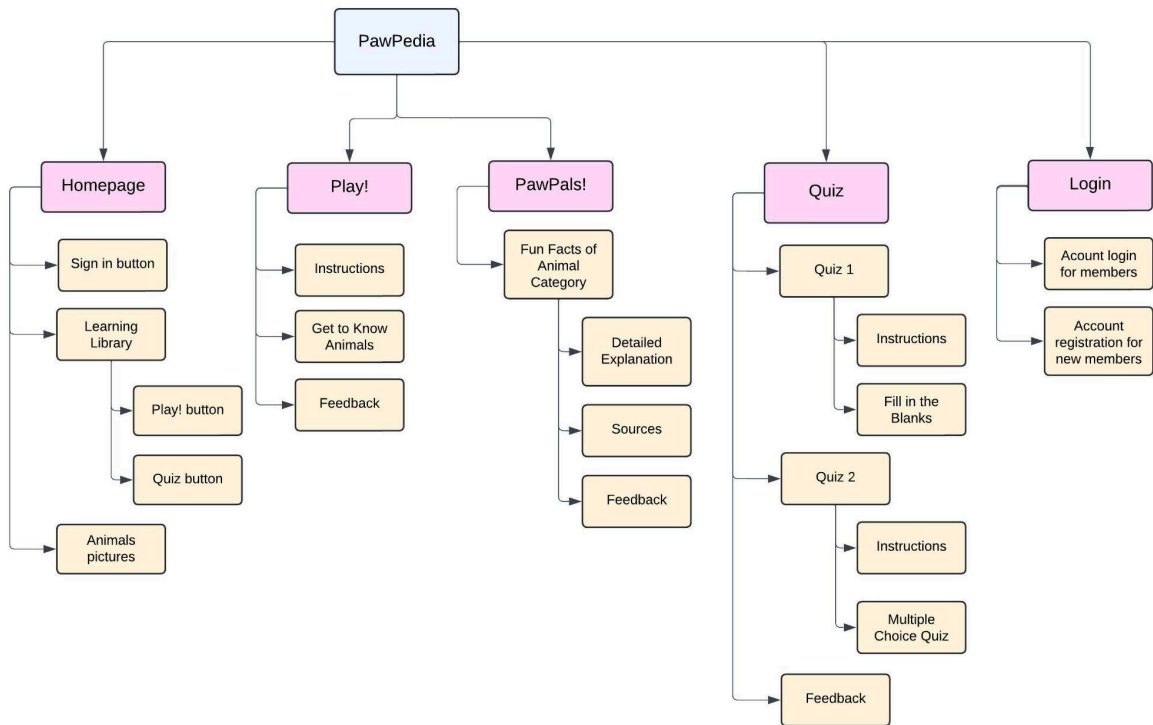 PawPedia
Homepage
Sign in button
Learning
Library
Play! button
Quiz button
Animals
pictures
Play!
Instructions
Get to Know
Animals
Feedback
PawPals!
Fun Facts of
Animal
Category
Detailed
Explanation
Sources
Feedback
Quiz
Quiz 1
Instructions
Fill in the
Blanks
Quiz 2
Instructions
Multiple
Choice Quiz
Feedback
Login
Acount login
for members
Account
registration for
new members